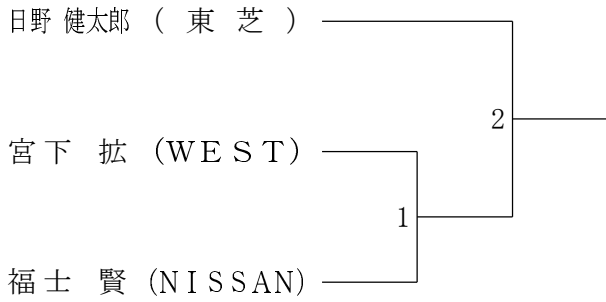 日野 健太郎 ( 東 芝 )
2
宮下 拡 (WEST)
1
福士 賢 (NISSAN)